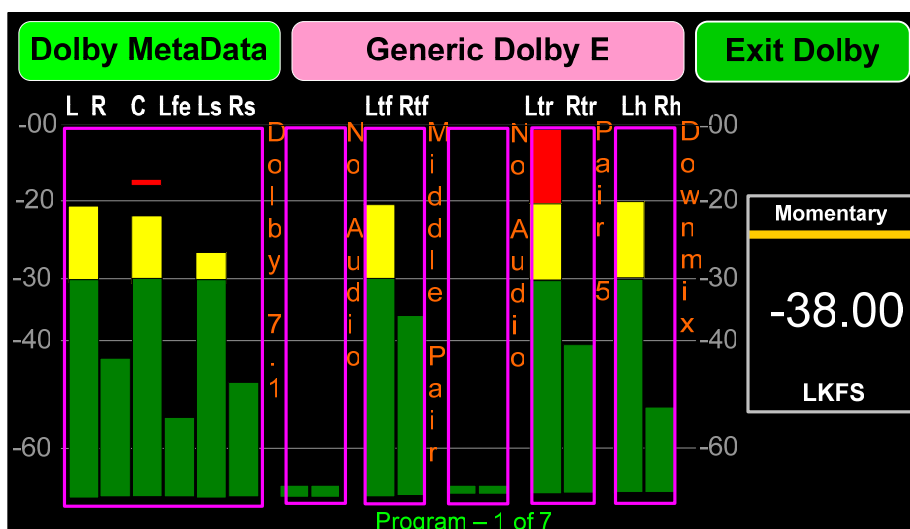 Dolby MetaData
Generic Dolby E
Exit Dolby
L R C Lfe Ls Rs
Ltf Rtf
Ltr Rtr
Lh Rh
-00
-20
-30
-40
-60
Dolby 7.1
No Audio
Middle Pair
No Audio
Pair 5
Downmix
-00
-20
-30
-40
-60
Momentary
-38.00
LKFS
Program – 1 of 7